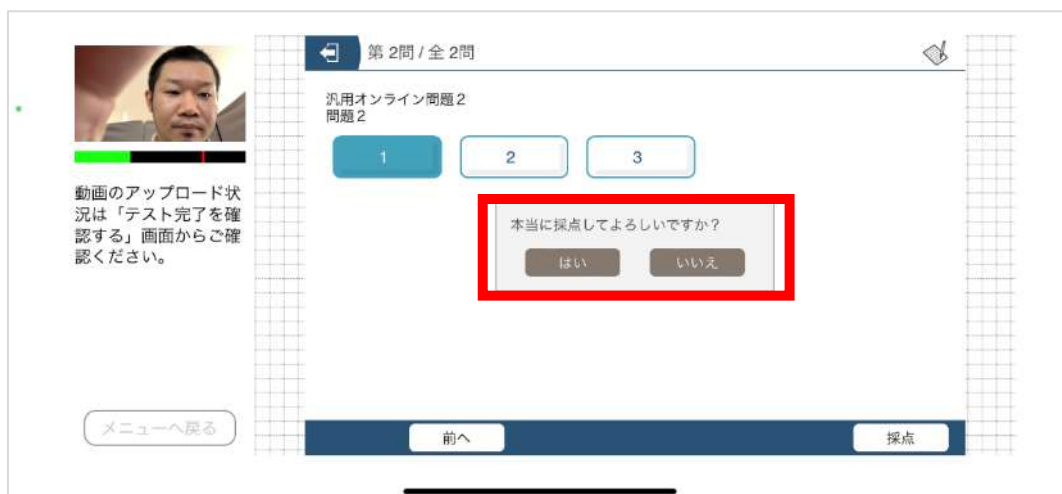 第 2問 / 全 2問
汎用オンライン問題2
問題2
1
2
3
動画のアップロード状
況は「テスト完了を確
認する」画面からご確
認ください。
本当に採点してよろしいですか？
はい
いいえ
メニューへ戻る
前へ
採点